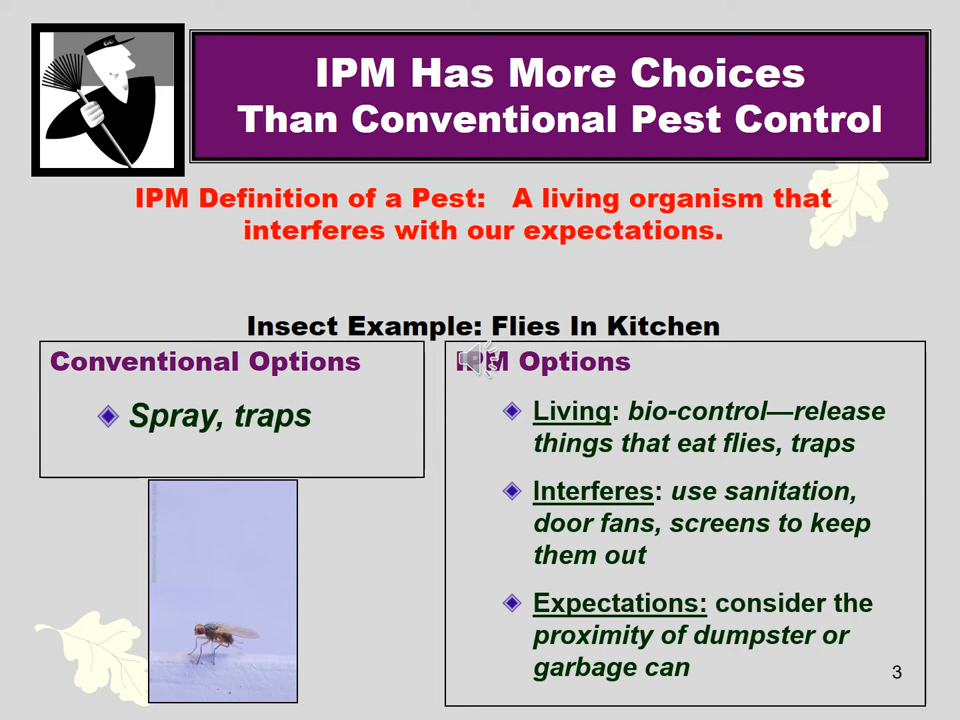 IPM Has More Choices
Than Conventional Pest Control
IPM Definition of a Pest: A living organism that
interferes with our expectations.
Insect Example: Flies In Kitchen
Conventional Options
Spray, traps
IPM Options
Living: bio-control—release
things that eat flies, traps
Interferes: use sanitation,
door fans, screens to keep
them out
Expectations: consider the
proximity of dumpster or
garbage can
3